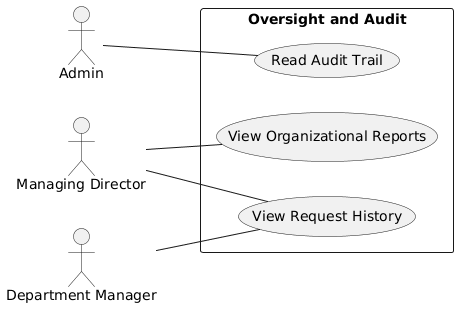 Oversight and Audit
Read Audit Trail
Admin
View Organizational Reports
Managing Director
View Request History
Department Manager